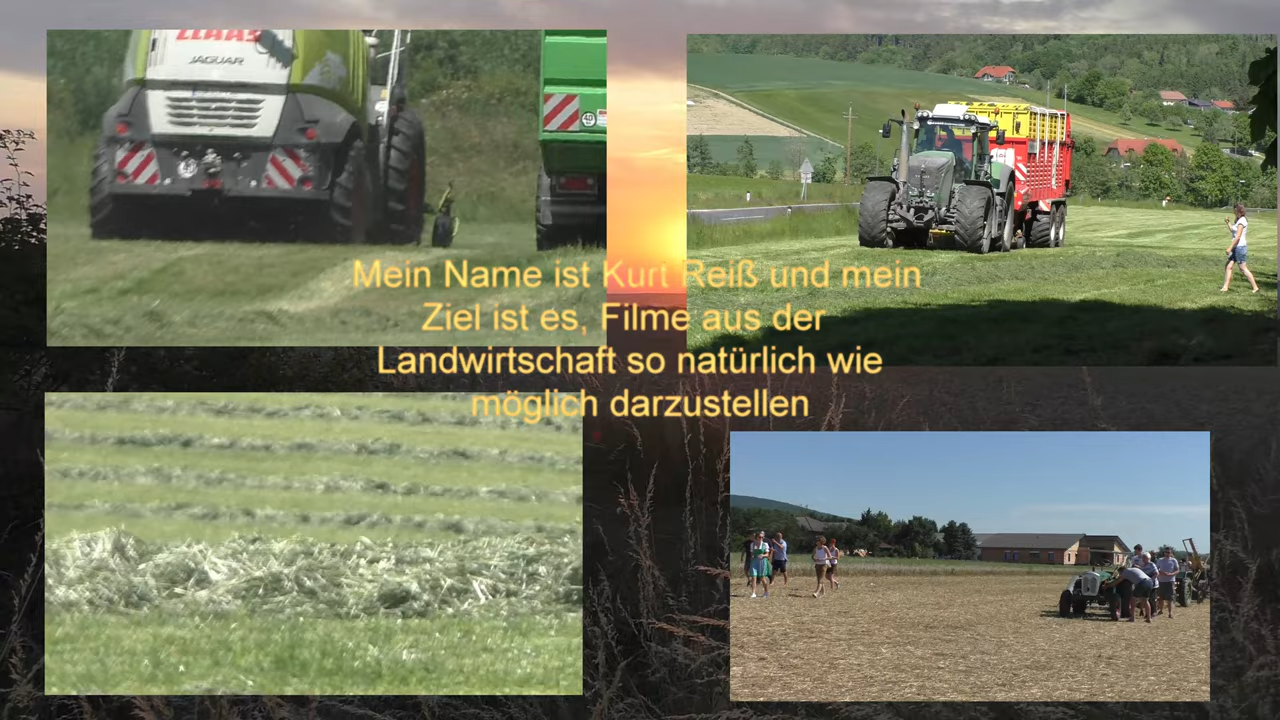 CLAAS
JAGUAR
40
Mein Name ist Kurt Reiß und mein
Ziel ist es, Filme aus der
Landwirtschaft so natürlich wie
möglich darzustellen